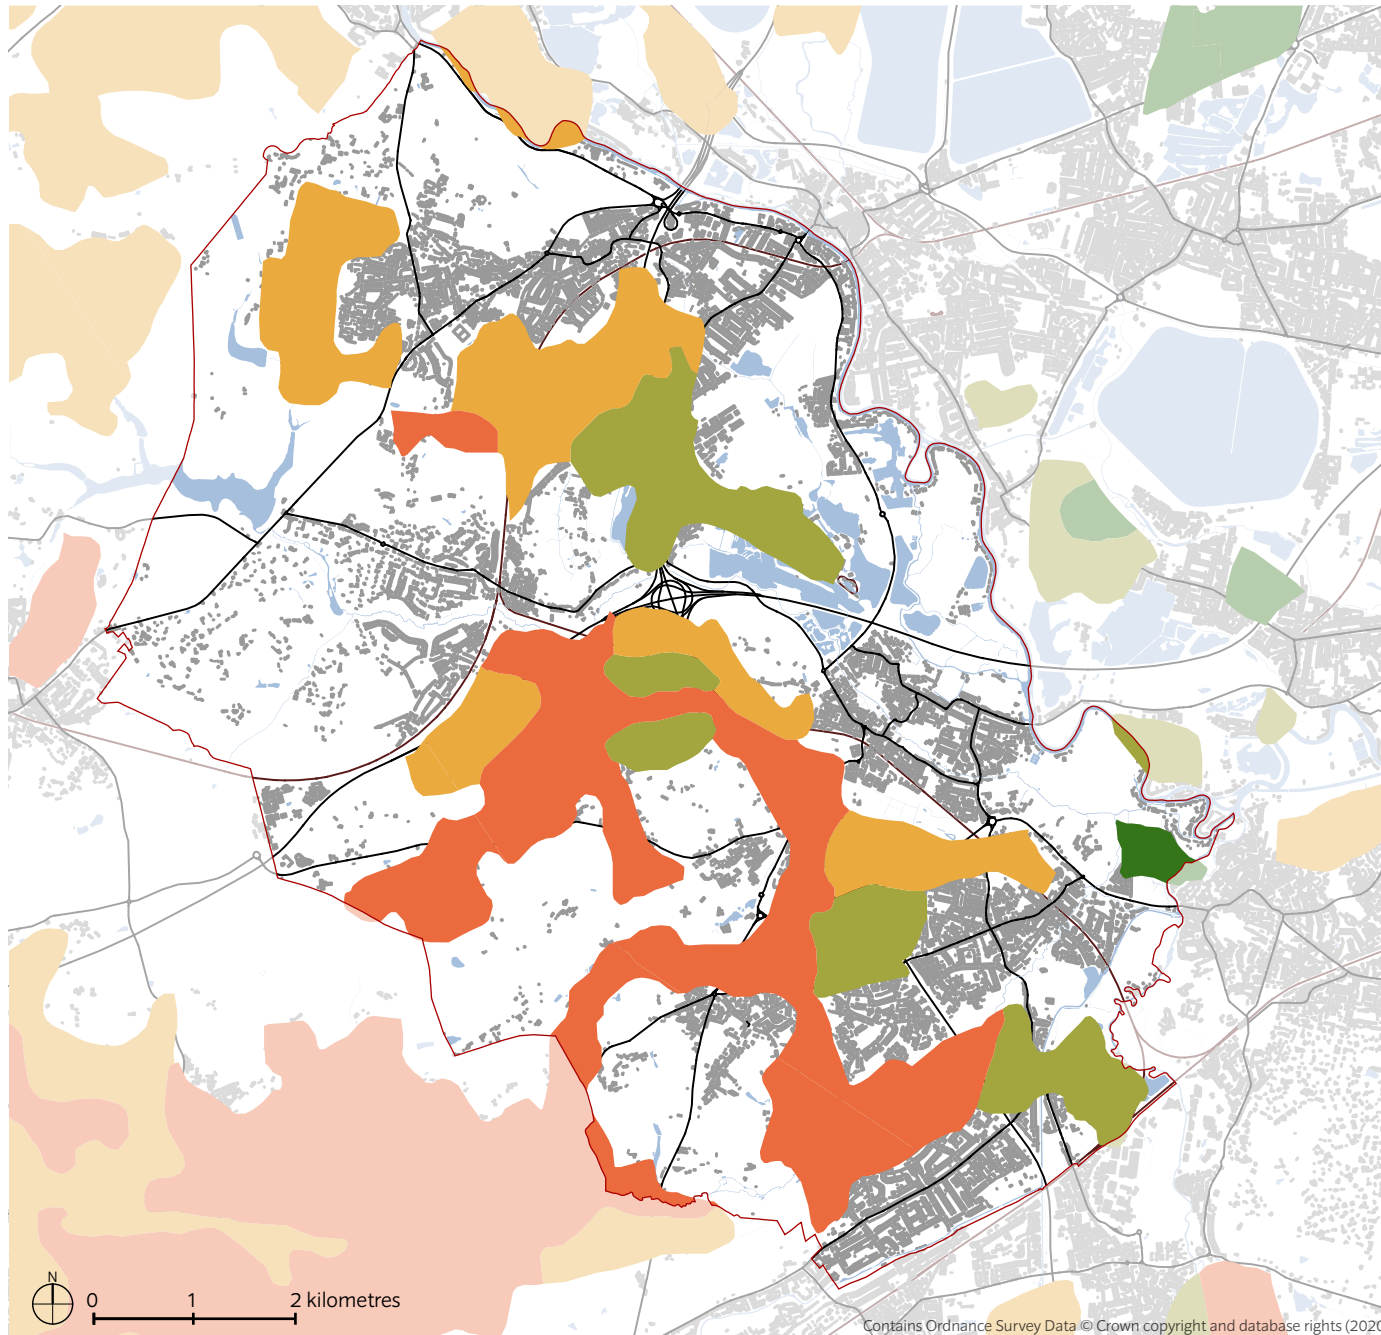 N
0 1 2 kilometres
Contains Ordnance Survey Data © Crown copyright and database rights (2020